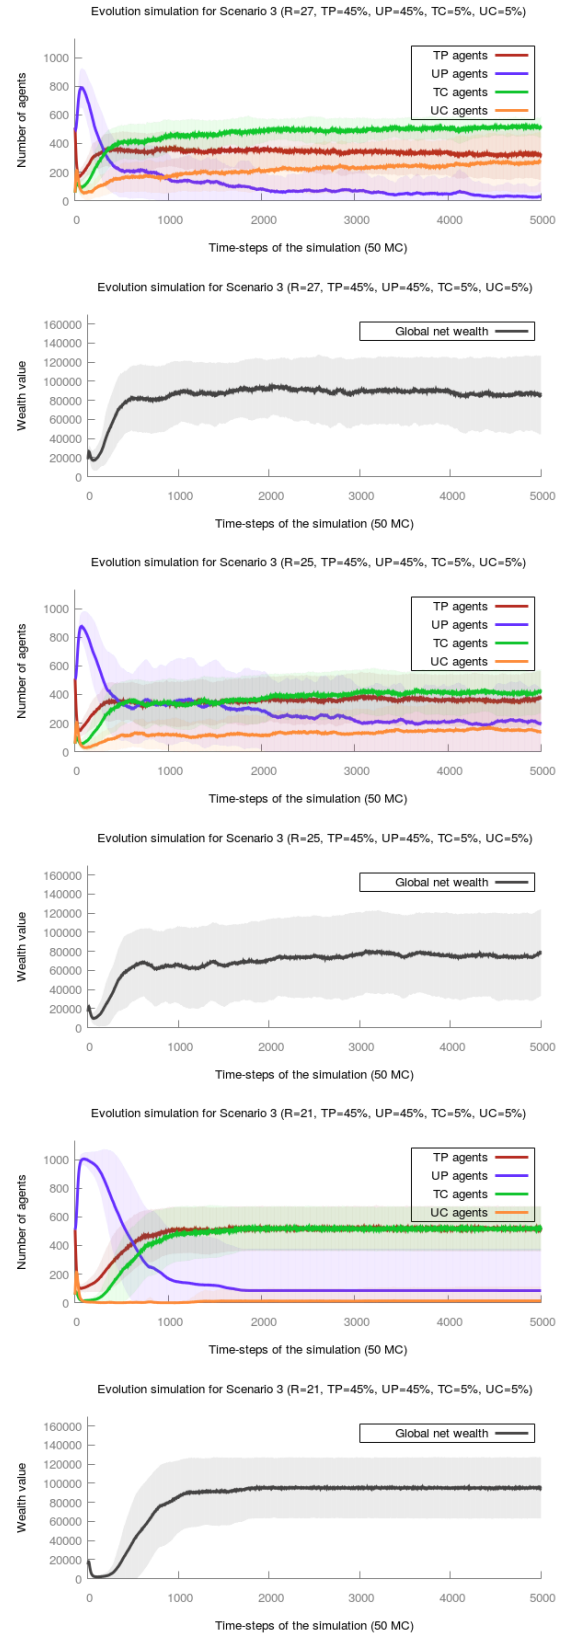 Evolution simulation for Scenario 3 (R=27, TP=45%, UP=45%, TC=5%, UC=5%)
Number of agents
1000
800
600
400
200
0
TP agents
UP agents
TC agents
UC agents
0 1000 2000 3000 4000 5000
Time-steps of the simulation (50 MC)
Evolution simulation for Scenario 3 (R=27, TP=45%, UP=45%, TC=5%, UC=5%)
Wealth value
160000
140000
120000
100000
80000
60000
40000
20000
0
Global net wealth
0 1000 2000 3000 4000 5000
Time-steps of the simulation (50 MC)
Evolution simulation for Scenario 3 (R=25, TP=45%, UP=45%, TC=5%, UC=5%)
Number of agents
1000
800
600
400
200
0
TP agents
UP agents
TC agents
UC agents
0 1000 2000 3000 4000 5000
Time-steps of the simulation (50 MC)
Evolution simulation for Scenario 3 (R=25, TP=45%, UP=45%, TC=5%, UC=5%)
Wealth value
160000
140000
120000
100000
80000
60000
40000
20000
0
Global net wealth
0 1000 2000 3000 4000 5000
Time-steps of the simulation (50 MC)
Evolution simulation for Scenario 3 (R=21, TP=45%, UP=45%, TC=5%, UC=5%)
Number of agents
1000
800
600
400
200
0
TP agents
UP agents
TC agents
UC agents
0 1000 2000 3000 4000 5000
Time-steps of the simulation (50 MC)
Evolution simulation for Scenario 3 (R=21, TP=45%, UP=45%, TC=5%, UC=5%)
Wealth value
160000
140000
120000
100000
80000
60000
40000
20000
0
Global net wealth
0 1000 2000 3000 4000 5000
Time-steps of the simulation (50 MC)